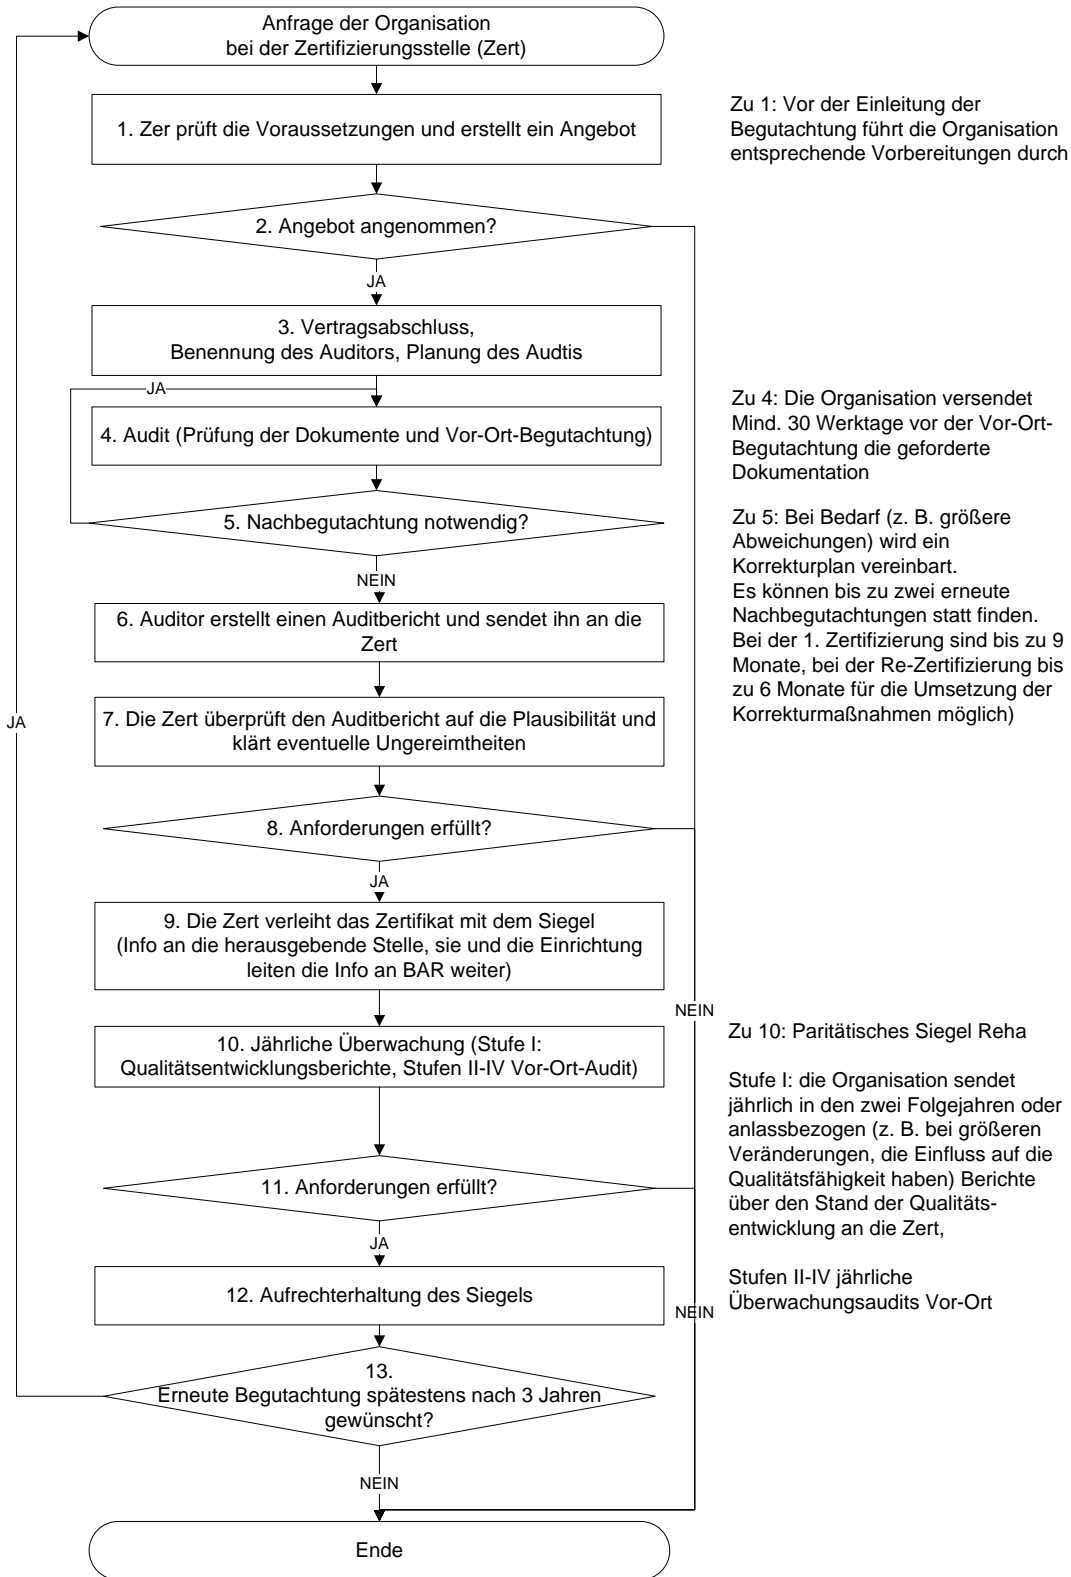 Anfrage der Organisation
bei der Zertifizierungsstelle (Zert)
1. Zer prüft die Voraussetzungen und erstellt ein Angebot
Zu 1: Vor der Einleitung der
Begutachtung führt die Organisation
entsprechende Vorbereitungen durch
2. Angebot angenommen?
JA
3. Vertragsabschluss,
Benennung des Auditors, Planung des Audtis
JA
4. Audit (Prüfung der Dokumente und Vor-Ort-Begutachtung)
Zu 4: Die Organisation versendet
Mind. 30 Werktage vor der Vor-Ort-
Begutachtung die geforderte
Dokumentation
5. Nachbegutachtung notwendig?
Zu 5: Bei Bedarf (z. B. größere
Abweichungen) wird ein
Korrekturplan vereinbart.
Es können bis zu zwei erneute
Nachbegutachtungen statt finden.
Bei der 1. Zertifizierung sind bis zu 9
Monate, bei der Re-Zertifizierung bis
zu 6 Monate für die Umsetzung der
Korrekturmaßnahmen möglich)
NEIN
6. Auditor erstellt einen Auditbericht und sendet ihn an die
Zert
7. Die Zert überprüft den Auditbericht auf die Plausibilität und
klärt eventuelle Ungereimtheiten
JA
8. Anforderungen erfüllt?
JA
9. Die Zert verleiht das Zertifikat mit dem Siegel
(Info an die herausgebende Stelle, sie und die Einrichtung
leiten die Info an BAR weiter)
NEIN
10. Jährliche Überwachung (Stufe I:
Qualitätsentwicklungsberichte, Stufen II-IV Vor-Ort-Audit)
Zu 10: Paritätisches Siegel Reha
Stufe I: die Organisation sendet
jährlich in den zwei Folgejahren oder
anlassbezogen (z. B. bei größeren
Veränderungen, die Einfluss auf die
Qualitätsfähigkeit haben) Berichte
über den Stand der Qualitäts-
entwicklung an die Zert,
Stufen II-IV jährliche
Überwachungsaudits Vor-Ort
11. Anforderungen erfüllt?
JA
12. Aufrechterhaltung des Siegels
NEIN
13.
Erneute Begutachtung spätestens nach 3 Jahren
gewünscht?
NEIN
Ende